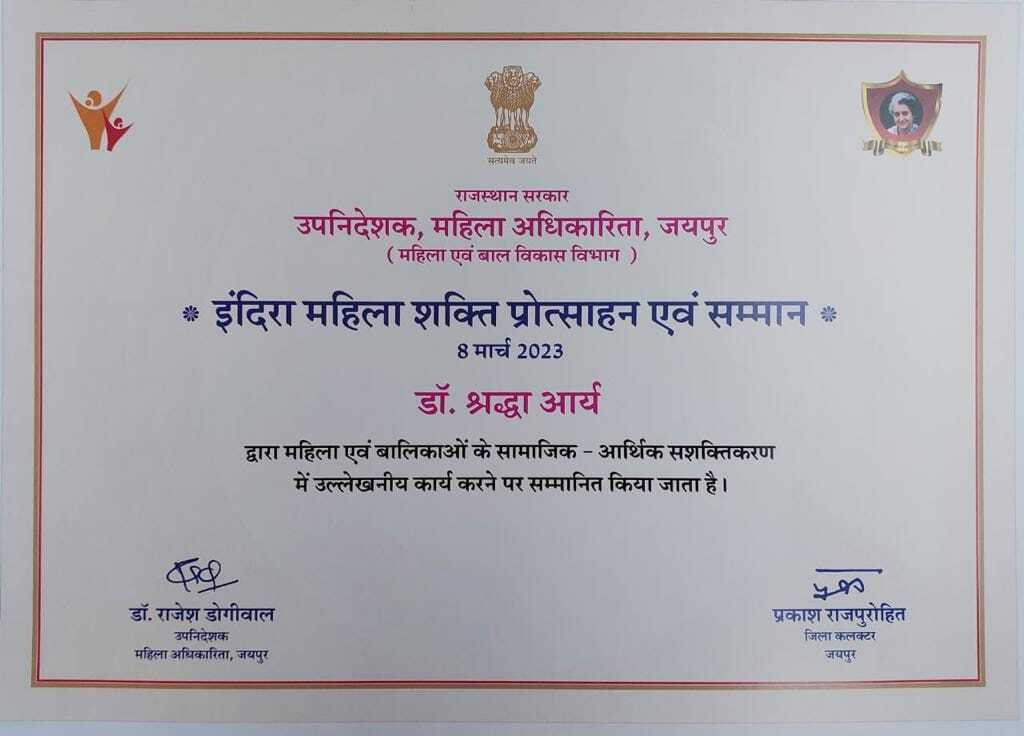 सत्यमेव जयते
राजस्थान सरकार
उपनिदेशक, महिला अधिकारिता, जयपुर
( महिला एवं बाल विकास विभाग )
* इंदिरा महिला शक्ति प्रोत्साहन एवं सम्मान *
8 मार्च 2023
डॉ. श्रद्धा आर्य
द्वारा महिला एवं बालिकाओं के सामाजिक - आर्थिक सशक्तिकरण
में उल्लेखनीय कार्य करने पर सम्मानित किया जाता है।
डॉ. राजेश डोगीवाल
उपनिदेशक
महिला अधिकारिता, जयपुर
प्रकाश राजपुरोहित
जिला कलक्टर
जयपुर